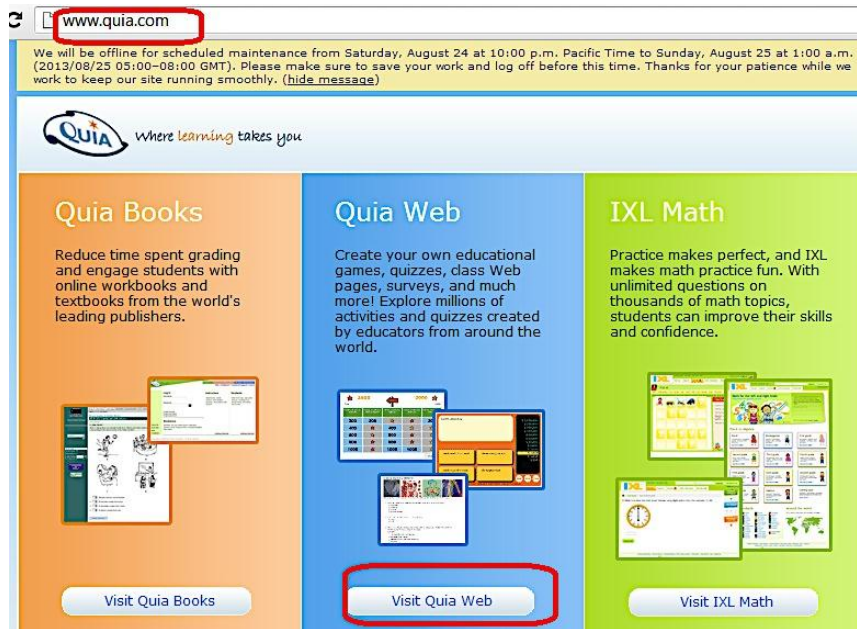 www.quia.com
We will be offline for scheduled maintenance from Saturday, August 24 at 10:00 p.m. Pacific Time to Sunday, August 25 at 1:00 a.m.
(2013/08/25 05:00–08:00 GMT). Please make sure to save your work and log off before this time. Thanks for your patience while we
work to keep our site running smoothly. (hide message)
QUIA Where learning takes you
Quia Books
Reduce time spent grading
and engage students with
online workbooks and
textbooks from the world's
leading publishers.
Visit Quia Books
Quia Web
Create your own educational
games, quizzes, class Web
pages, surveys, and much
more! Explore millions of
activities and quizzes created
by educators from around the
world.
Visit Quia Web
IXL Math
Practice makes perfect, and IXL
makes math practice fun. With
unlimited questions on
thousands of math topics,
students can improve their skills
and confidence.
IXL
IXL
IXL
Visit IXL Math